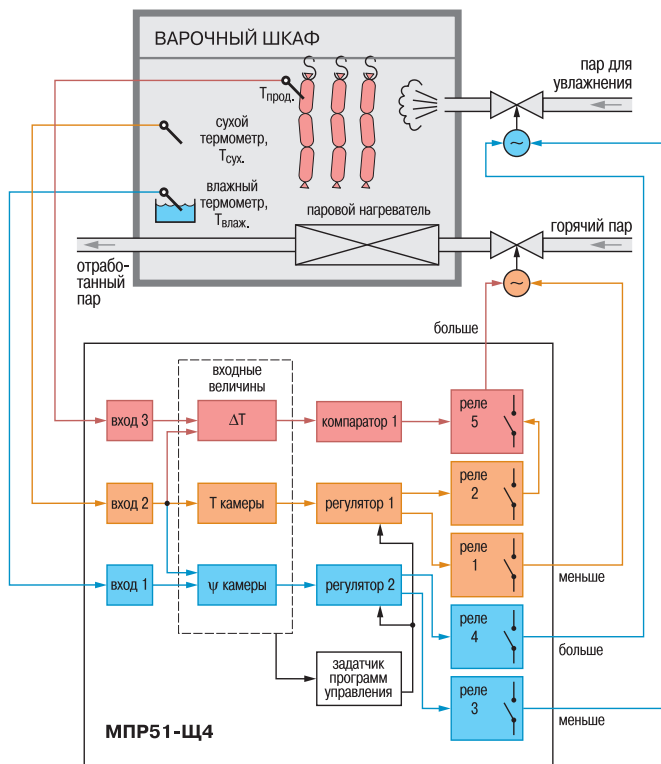 ВАРОЧНЫЙ ШКАФ
Тпрод.
сухой
термометр,
Тсух.
влажный
термометр,
Твлаж.
пар для
увлажнения
~
паровой нагреватель
горячий пар
~
отрабо-
танный
пар
больше
входные
величины
вход 3
ΔT
компаратор 1
реле
5
вход 2
Т камеры
регулятор 1
реле
2
реле
1
меньше
вход 1
ψ камеры
регулятор 2
реле
4
больше
задатчик
программ
управления
реле
3
меньше
МПР51-Щ4